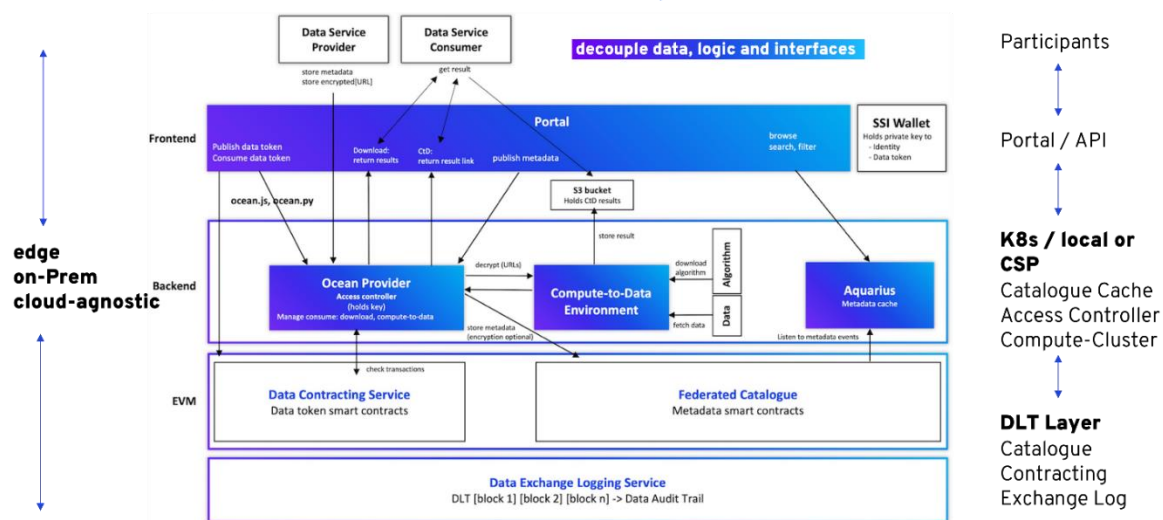 Data Service
Provider
Data Service
Consumer
decouple data, logic and interfaces
Participants
store metadata
store encrypted[URL]
get result
Frontend
Portal
Publish data token
Consume data token
Download:
return results
CtD:
return result link
publish metadata
browse
search, filter
SSI Wallet
Holds private key to
- Identity
- Data token
Portal / API
ocean.js, ocean.py
S3 bucket
Holds CtD results
store result
edge
on-Prem
cloud-agnostic
Backend
Ocean Provider
Access controller
(holds key)
Manage consume: download, compute-to-data
decrypt (URLs)
Compute-to-Data
Environment
download
algorithm
Algorithm
fetch data
Data
Aquarius
Metadata cache
K8s / local or
CSP
Catalogue Cache
Access Controller
Compute-Cluster
store metadata
(encryption optional)
Listen to metadata events
EVM
check transactions
Data Contracting Service
Data token smart contracts
Federated Catalogue
Metadata smart contracts
DLT Layer
Catalogue
Contracting
Exchange Log
Data Exchange Logging Service
DLT [block 1] [block 2] [block n] -> Data Audit Trail